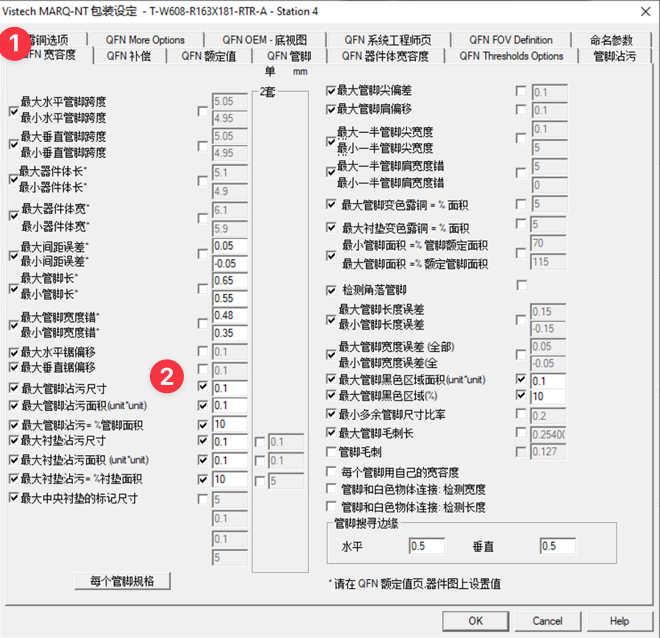 Vistech MARQ-NT 包装设定 - T-W608-R163X181-RTR-A - Station 4
1
露铜选项 QFN More Options QFN OEM - 底视图 QFN 系统工程师页 QFN FOV Definition 命名参数
QFN 宽容度 QFN 补偿 QFN 额定值 QFN 管脚 QFN 器件体宽容度 QFN Thresholds Options 管脚沾污
单 mm
2套
最大水平管脚跨度 5.05
最小水平管脚跨度 4.95
最大垂直管脚跨度 5.05
最小垂直管脚跨度 4.95
最大器件体长* 5.1
最小器件体长* 4.9
最大器件体宽* 6.1
最小器件体宽* 5.9
最大间距误差* 0.05
最小间距误差* -0.05
最大管脚长* 0.65
最小管脚长* 0.55
最大管脚宽度错* 0.48
最小管脚宽度错* 0.35
最大水平锯偏移 0.1
最大垂直锯偏移 0.1
2
最大管脚沾污尺寸 0.1
最大管脚沾污面积(unit*unit) 0.1
最大管脚沾污=%管脚面积 10
最大衬垫沾污尺寸 0.1 0.1
最大衬垫沾污面积 (unit*unit) 0.1 0.1
最大衬垫沾污=%衬垫面积 10 5
最大中央衬垫的标记尺寸 5
0.1
0.1
5
每个管脚规格
最大管脚尖偏差 0.1
最大管脚肩偏移 0.1
最大一半管脚尖宽度 0.1
最小一半管脚尖宽度 5
最大一半管脚肩宽度错 5
最小一半管脚肩宽度错 0
最大管脚变色露铜 = % 面积 5
最大衬垫变色露铜 = % 面积 5
最小管脚面积 =% 管脚额定面积 70
最大管脚面积 =% 额定管脚面积 115
检测角落管脚
最大管脚长度误差 0.15
最小管脚长度误差 -0.15
最大管脚宽度误差 (全部) 0.05
最小管脚宽度误差(全 -0.05
最大管脚黑色区域面积(unit*unit) 0.1
最大管脚黑色区域(%) 10
最小多余管脚尺寸比率 0.2
最大管脚毛刺长 0.2540(
管脚毛刺 0.127
每个管脚用自己的宽容度
管脚和白色物体连接: 检测宽度
管脚和白色物体连接: 检测长度
管脚搜寻边缘
水平 0.5 垂直 0.5
*请在 QFN 额定值页.器件图上设置值
OK Cancel Help